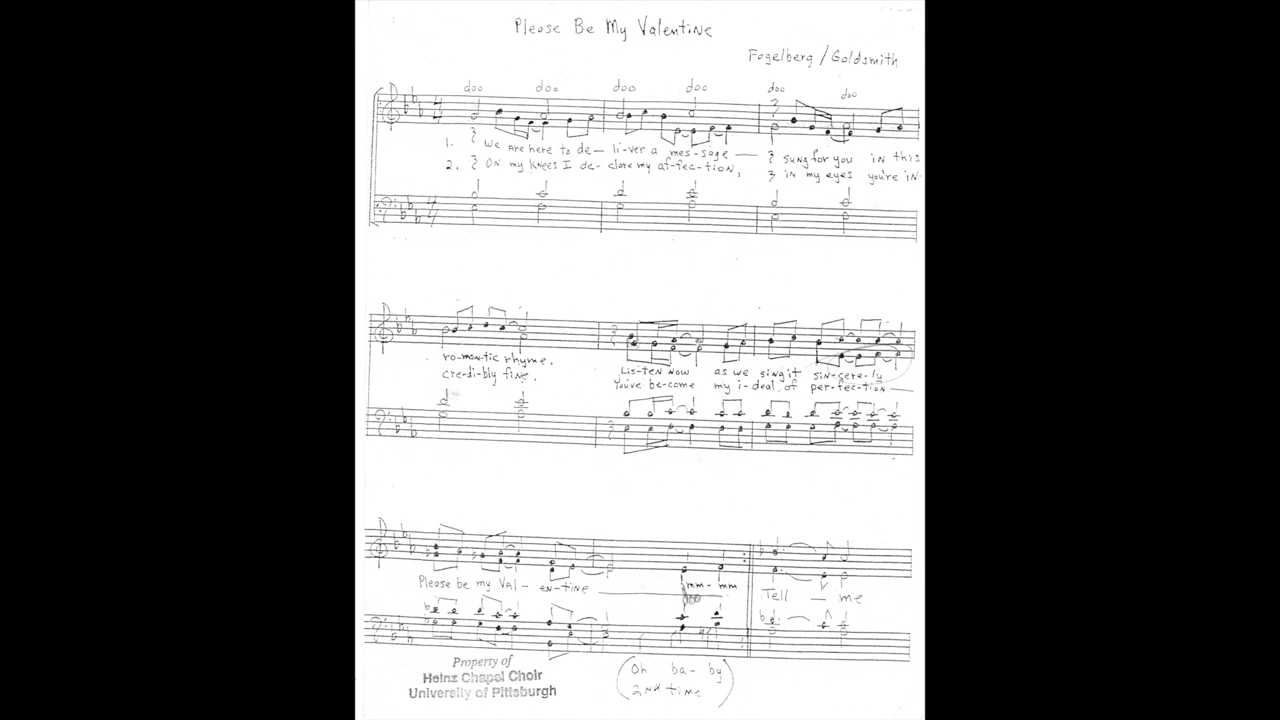 Please Be My Valentine
Fogelberg / Goldsmith
doo doo doo doo doo doo
1. We are here to de- li-ver a mes-sage — sung for you in this
2. On my knees I de- clare my af-fec-tion, in my eyes you're in-
ro-man-tic rhyme. Lis-ten now as we sing it sin-cere-ly
cre-di-bly fine. You've be-come my i-deal of per-fec-tion —
Please be my Val- en-tine — mm-mm Tell — me
doo
Property of
Heinz Chapel Choir
University of Pittsburgh
(Oh ba-by
2nd time)